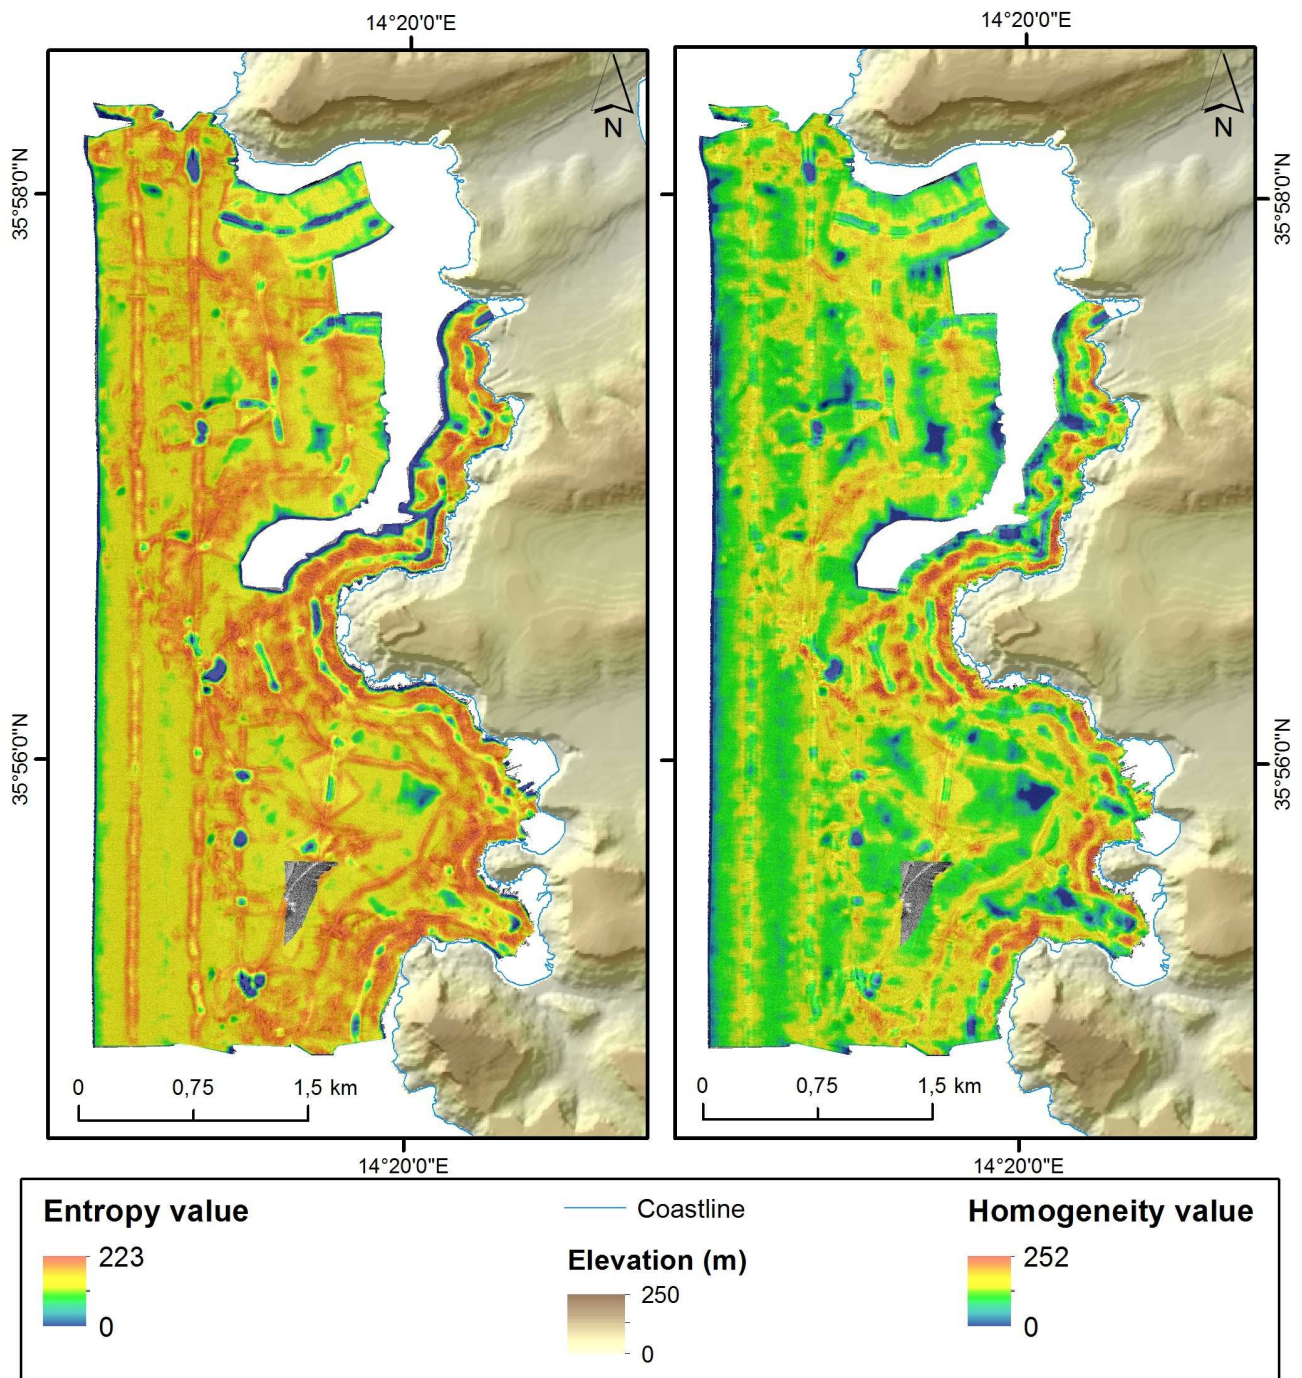 14°20'0"E
14°20'0"E
N
N
35°58'0"N
35°58'0"N
35°56'0"N
35°56'0"N
0 0,75 1,5 km
0 0,75 1,5 km
14°20'0"E
14°20'0"E
Entropy value
223
0
Coastline
Elevation (m)
250
0
Homogeneity value
252
0